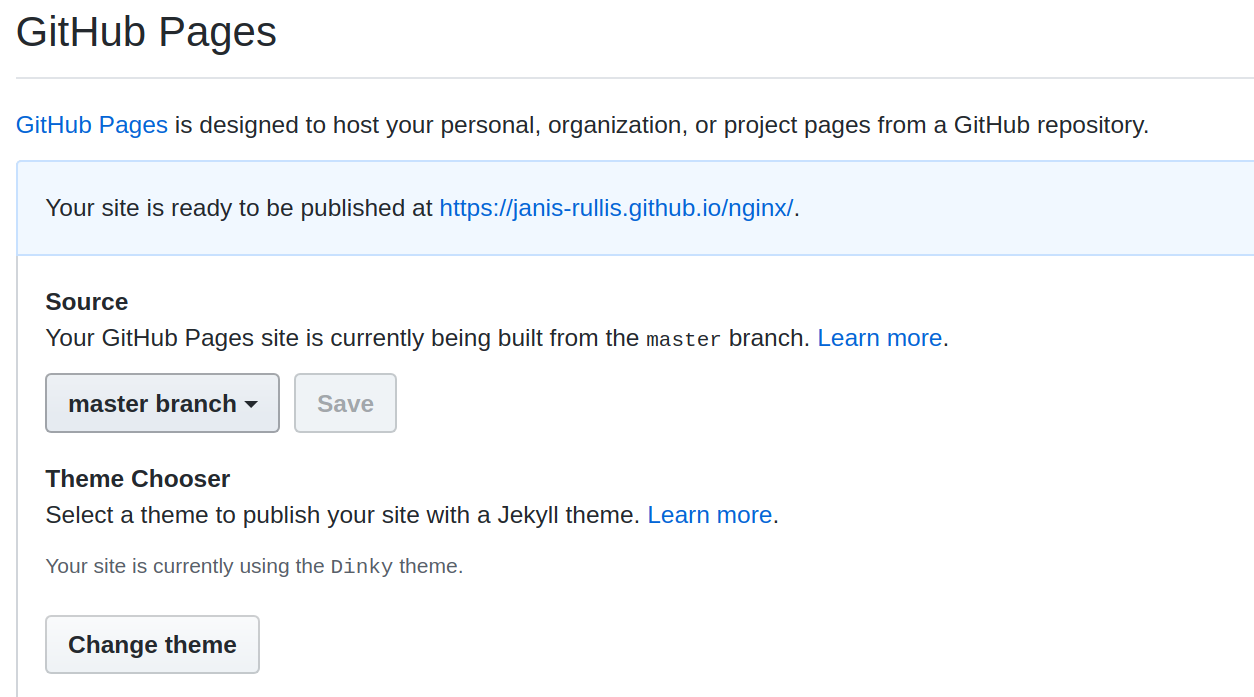 GitHub Pages
GitHub Pages is designed to host your personal, organization, or project pages from a GitHub repository.
Your site is ready to be published at https://janis-rullis.github.io/nginx/.
Source
Your GitHub Pages site is currently being built from the master branch. Learn more.
master branch Save
Theme Chooser
Select a theme to publish your site with a Jekyll theme. Learn more.
Your site is currently using the Dinky theme.
Change theme